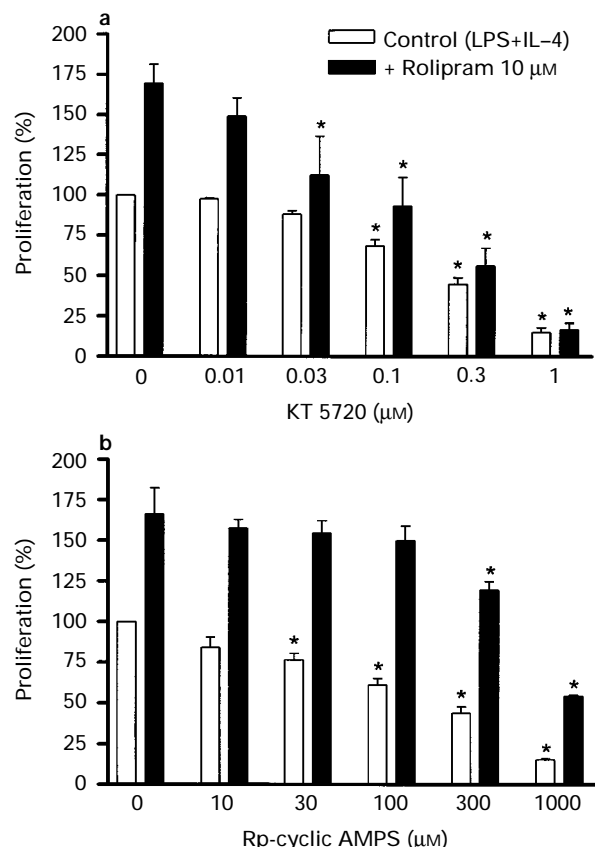 a
200
175
150
125
100
75
50
25
0
Proliferation (%)
Control (LPS+IL–4)
+ Rolipram 10 μM
* * * * * * * *
0 0.01 0.03 0.1 0.3 1
KT 5720 (μM)
b
200
175
150
125
100
75
50
25
0
Proliferation (%)
* * * * * *
0 10 30 100 300 1000
Rp-cyclic AMPS (μM)